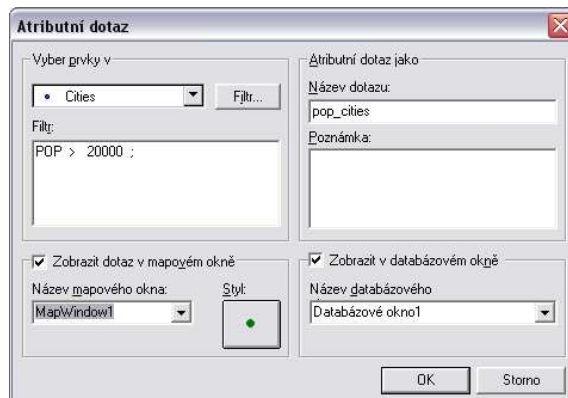 Atributní dotaz
Vyber prvky v
Cities
Filtr...
Filtr:
POP > 20000 ;
Atributní dotaz jako
Název dotazu:
pop_cities
Poznámka:
Zobrazit dotaz v mapovém okně
Název mapového okna:
Styl:
MapWindow1
Zobrazit v databázovém okně
Název databázového
Databázové okno1
OK
Storno